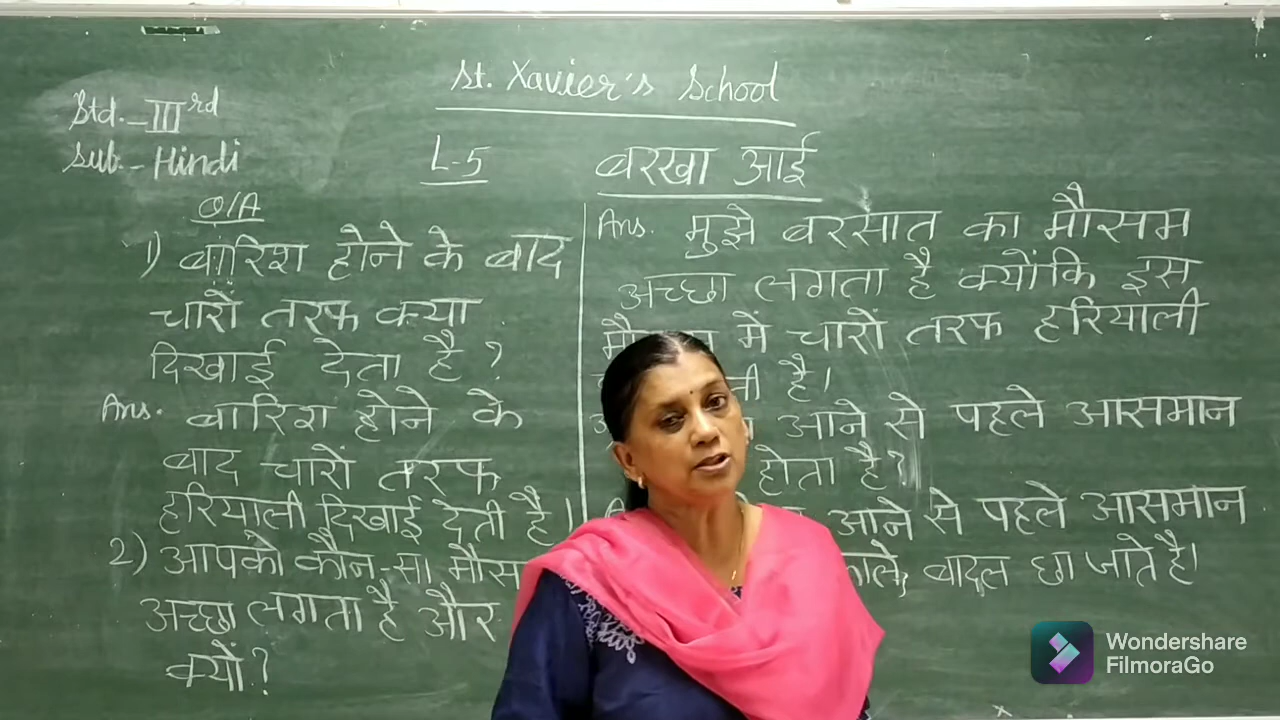 St. Xavier's School
Std. - IIIrd
Sub. - Hindi
L-5 बरखा आई
Q/A
1) बारिश होने के बाद
चारों तरफ क्या
दिखाई देता है ?
Ans. बारिश होने के
बाद चारों तरफ
हरियाली दिखाई देती है।
2) आपको कौन-सा
अच्छा लगता है और
क्यों ?
Ans. मुझे बरसात का मौसम
अच्छा लगता है क्योंकि इस
में चारों तरफ हरियाली
है।
आने से पहले आसमान
होता है ?
आने से पहले आसमान
बादल छा जाते है।
Wondershare
FilmoraGo